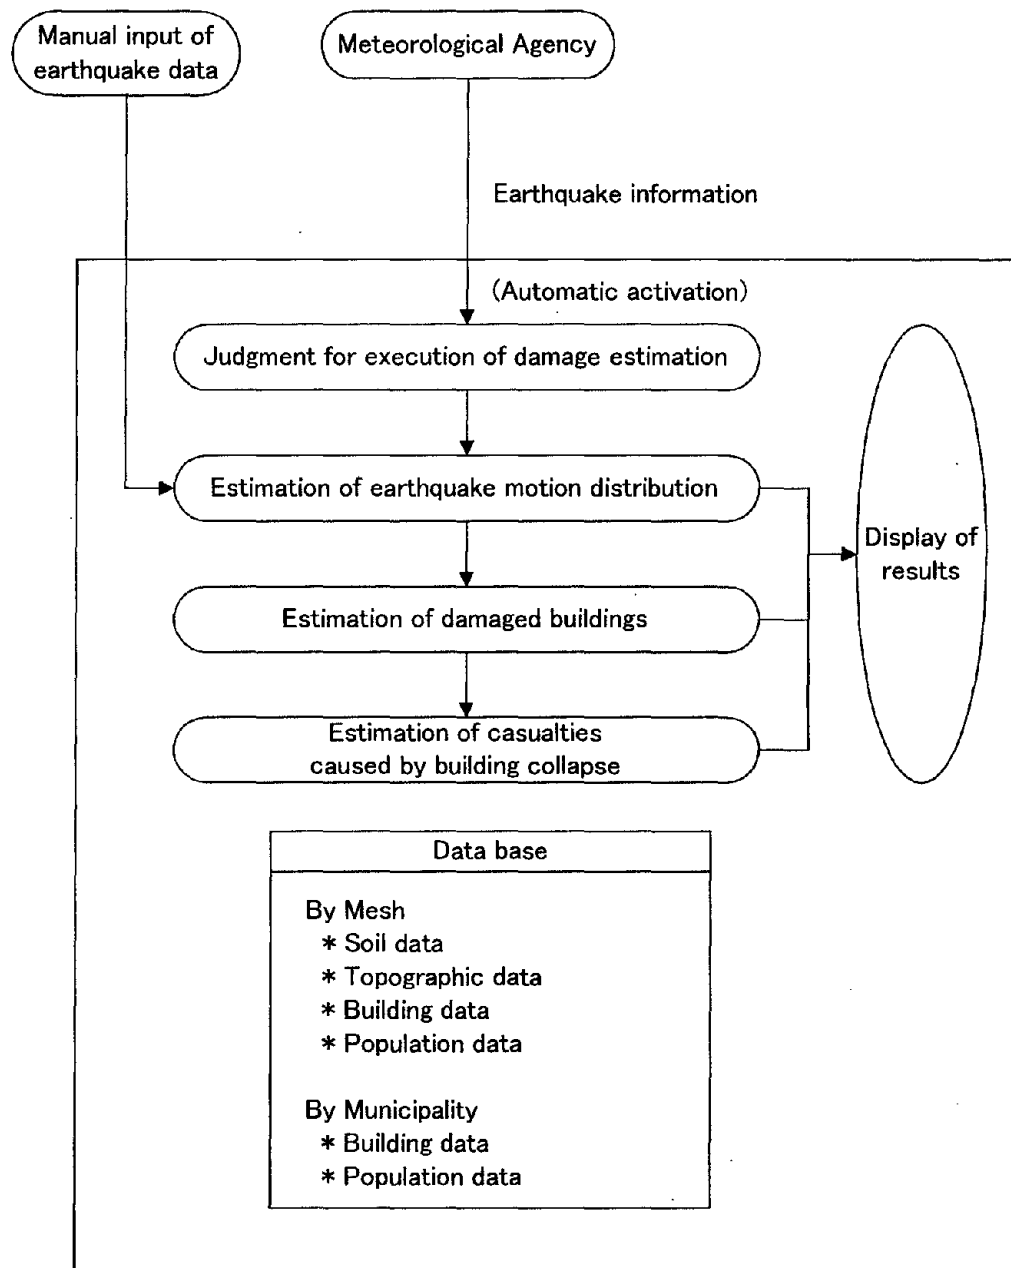 Manual input of
earthquake data
Meteorological Agency
Earthquake information
(Automatic activation)
Judgment for execution of damage estimation
Estimation of earthquake motion distribution
Display of
results
Estimation of damaged buildings
Estimation of casualties
caused by building collapse
Data base
By Mesh
* Soil data
* Topographic data
* Building data
* Population data
By Municipality
* Building data
* Population data